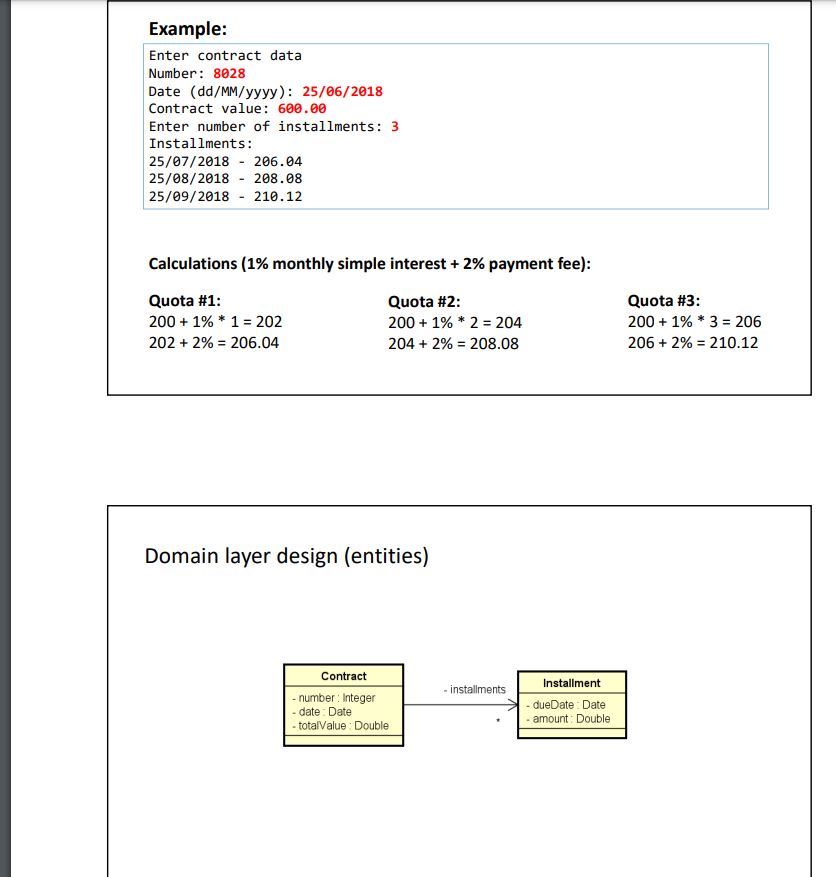 Example:
Enter contract data
Number: 8028
Date (dd/MM/yyyy): 25/06/2018
Contract value: 600.00
Enter number of installments: 3
Installments:
25/07/2018 - 206.04
25/08/2018 - 208.08
25/09/2018 - 210.12
Calculations (1% monthly simple interest + 2% payment fee):
Quota #1:
200 + 1% * 1 = 202
202 + 2% = 206.04
Quota #2:
200 + 1% * 2 = 204
204 + 2% = 208.08
Quota #3:
200 + 1% * 3 = 206
206 + 2% = 210.12
Domain layer design (entities)
Contract
- number : Integer
- date : Date
- totalValue : Double
- installments
*
Installment
- dueDate : Date
- amount : Double